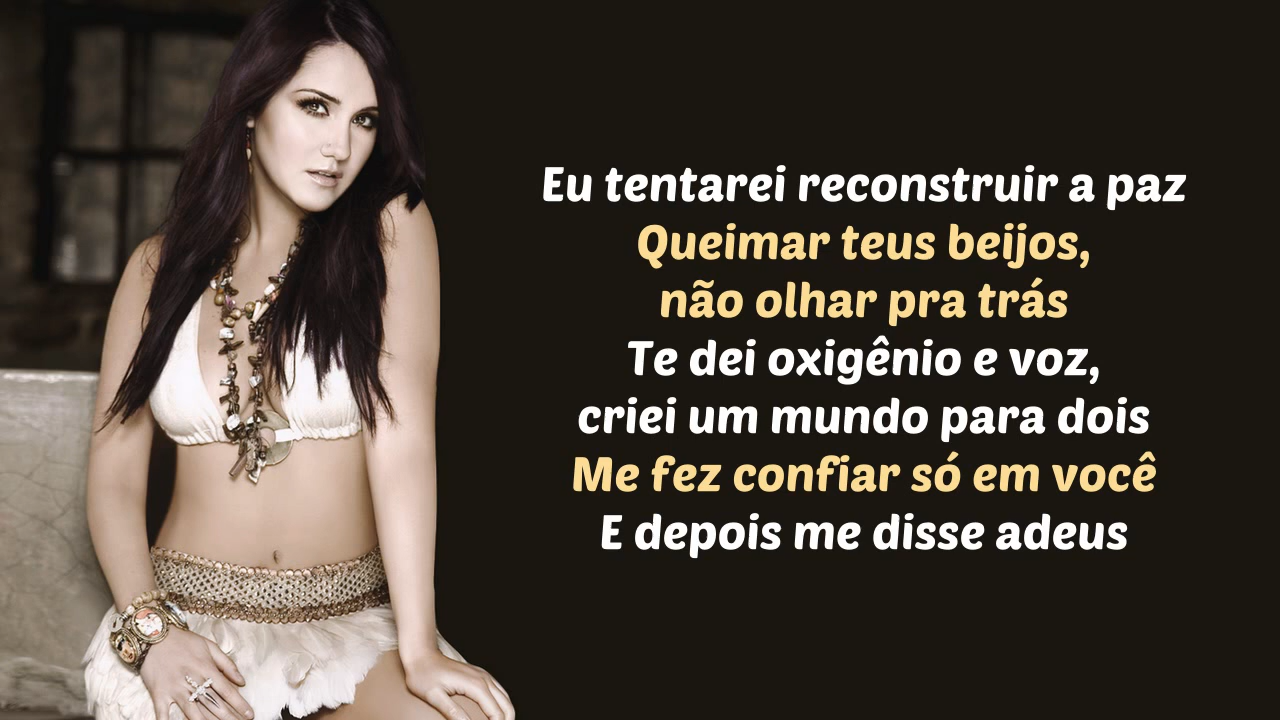 Eu tentarei reconstruir a paz
Queimar teus beijos,
não olhar pra trás
Te dei oxigênio e voz,
criei um mundo para dois
Me fez confiar só em você
E depois me disse adeus